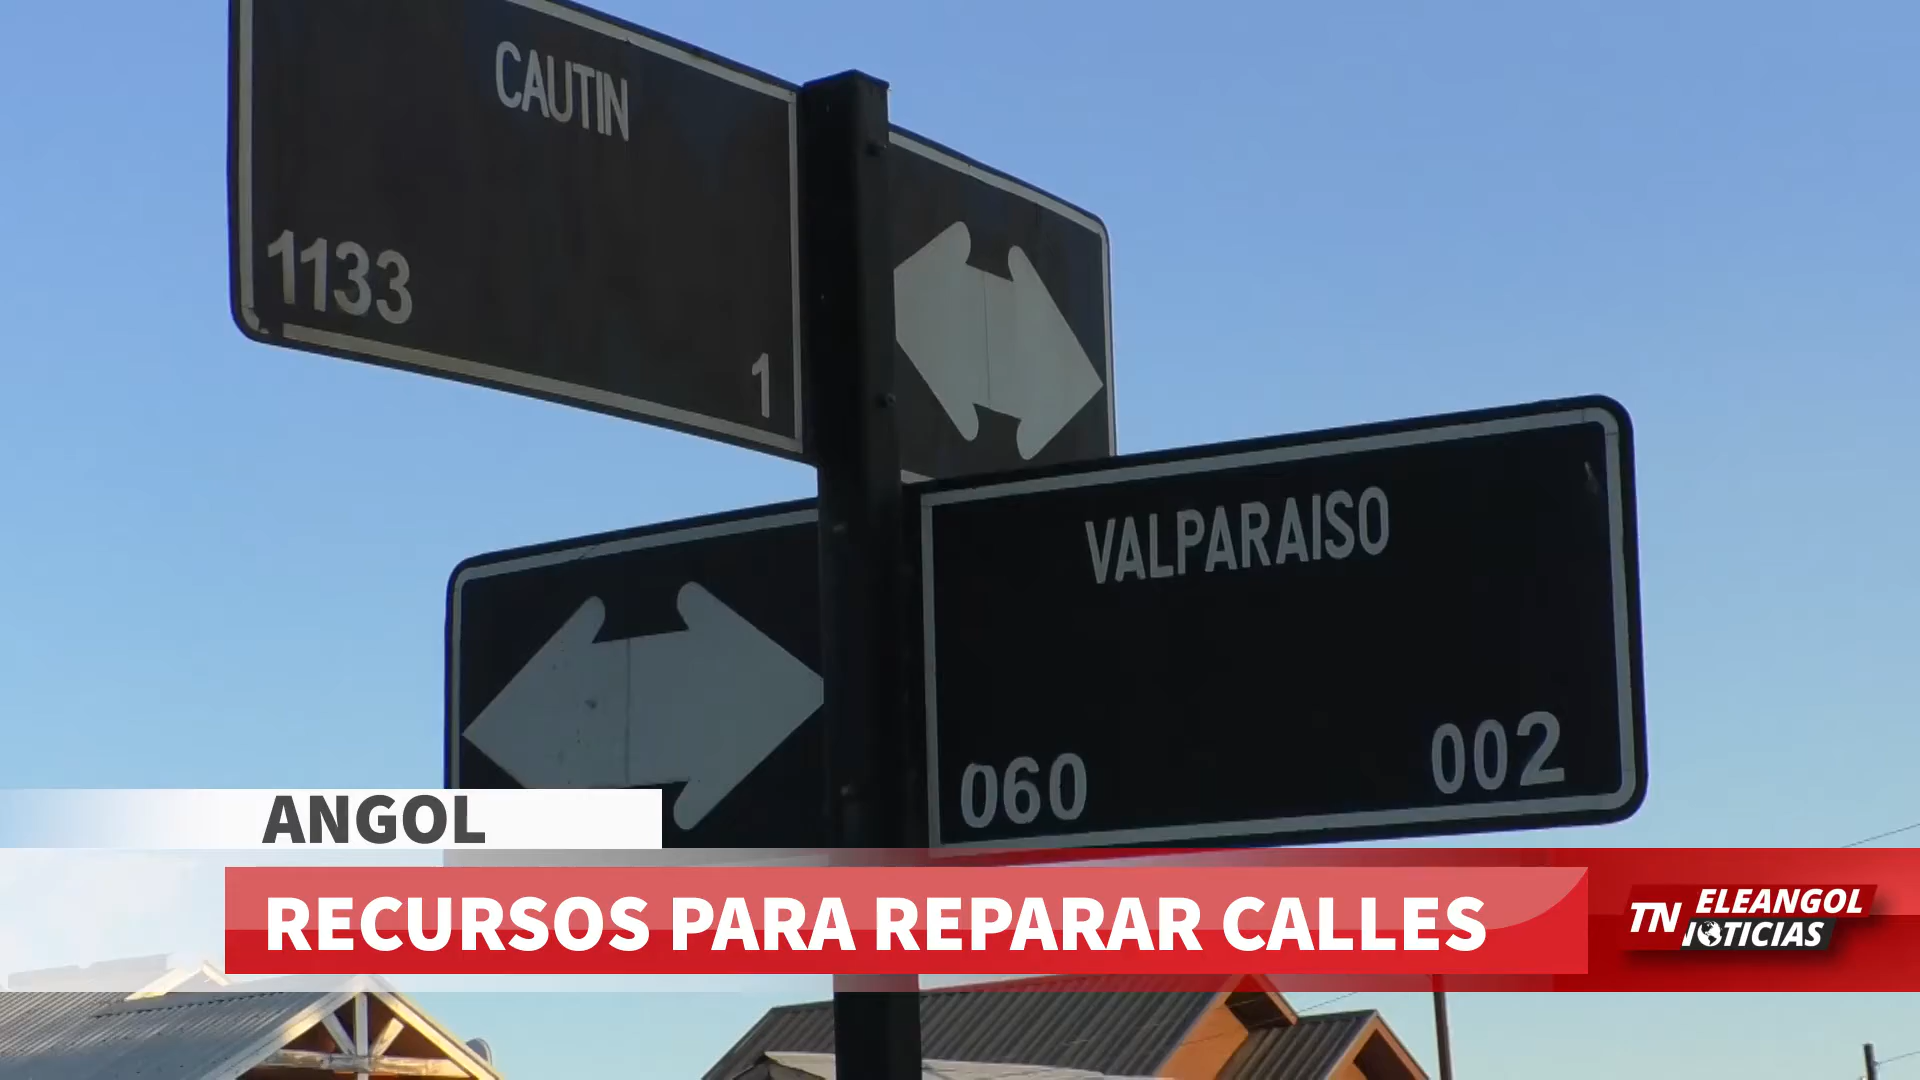 CAUTIN
1133
1
VALPARAISO
060
002
ANGOL
RECURSOS PARA REPARAR CALLES
TN ELEANGOL
NOTICIAS